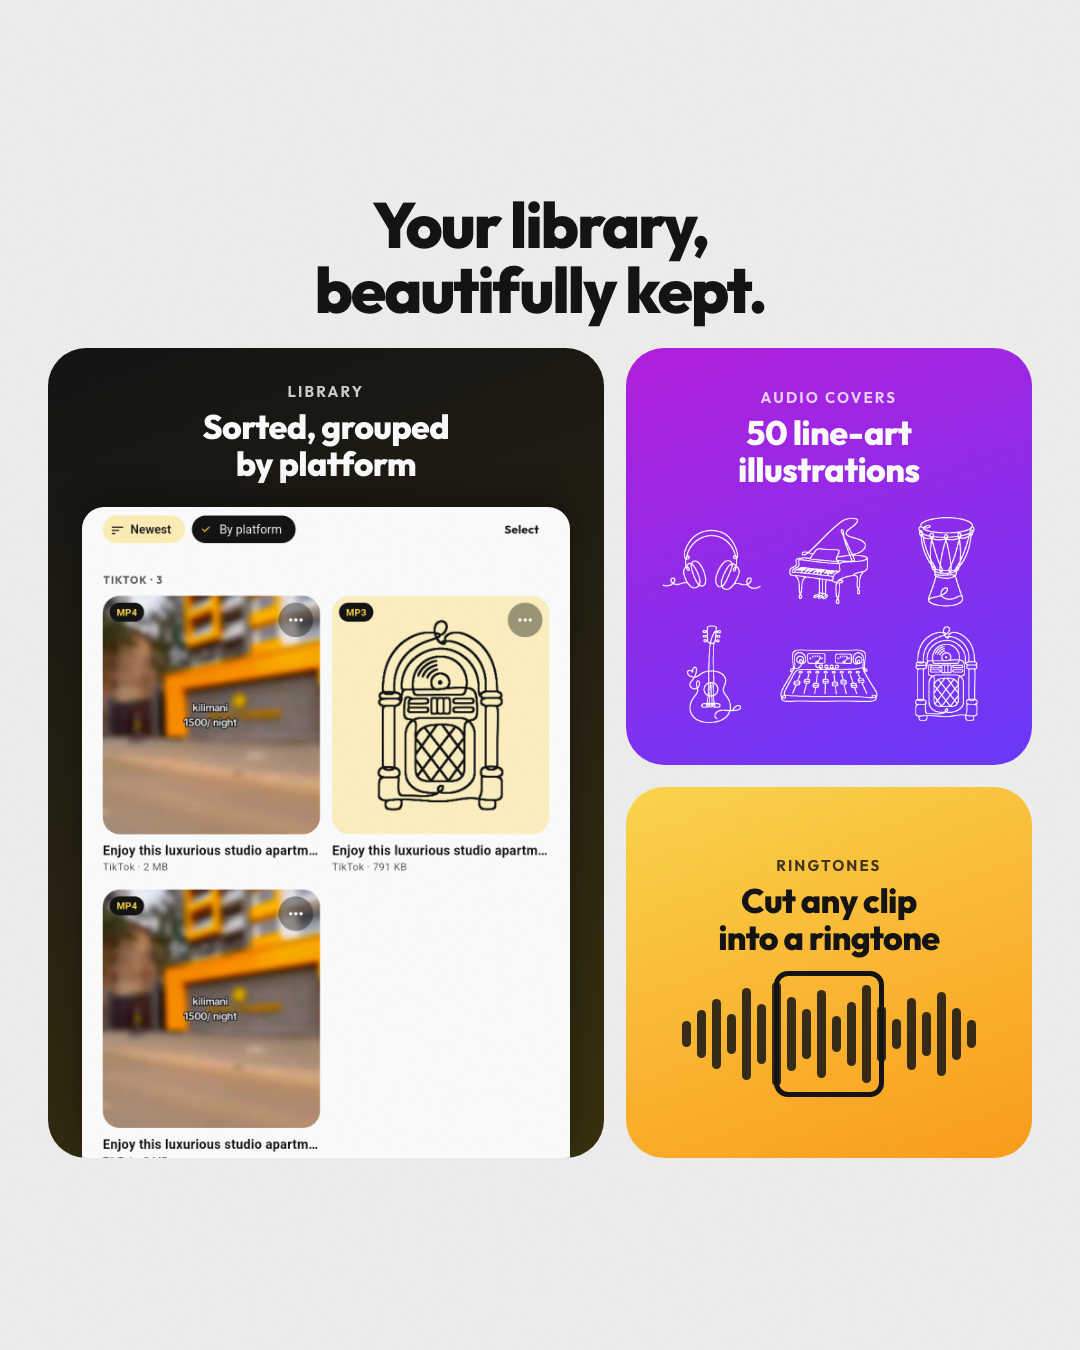 Your library,
beautifully kept.
LIBRARY
Sorted, grouped
by platform
Newest
By platform
Select
TIKTOK · 3
MP4
kilimani
1500/ night
Enjoy this luxurious studio apartm...
TikTok · 2 MB
MP3
Enjoy this luxurious studio apartm...
TikTok · 791 KB
MP4
kilimani
1500/ night
Enjoy this luxurious studio apartm...
AUDIO COVERS
50 line-art
illustrations
RINGTONES
Cut any clip
into a ringtone